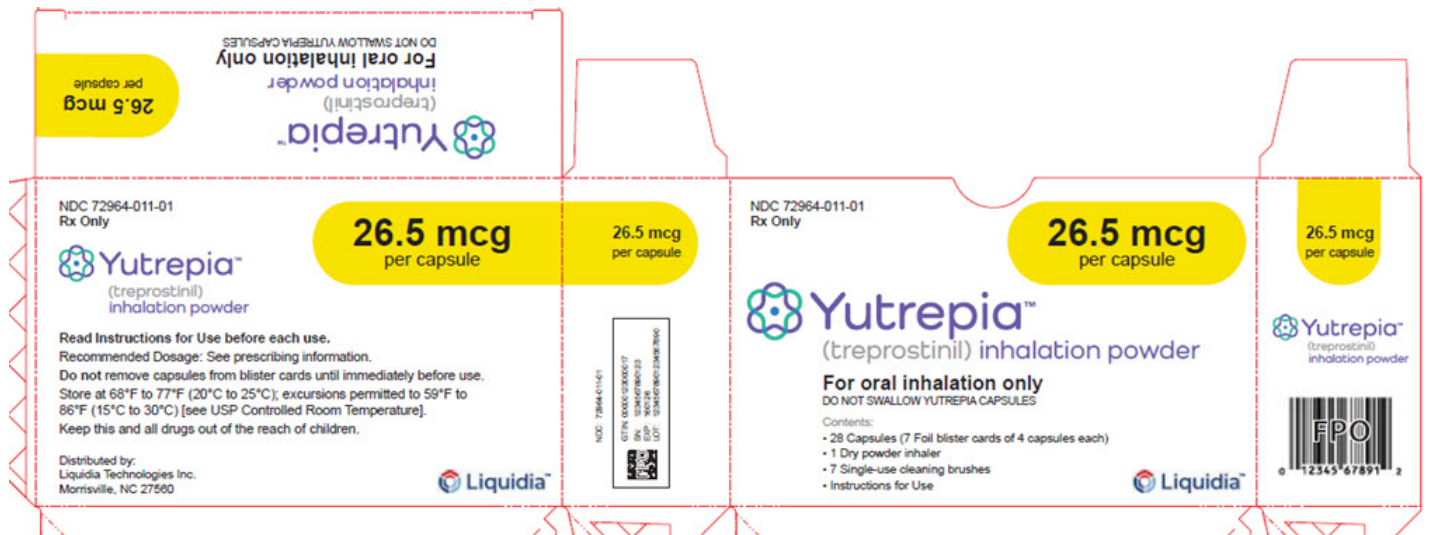 DO NOT SWALLOW YUTREPIA CAPSULES
For oral inhalation only
inhalation powder
(treprostinil)
Yutrepia™
26.5 mcg
per capsule
NDC 72964-011-01
Rx Only
26.5 mcg
per capsule
Yutrepia™
(treprostinil)
inhalation powder
Read Instructions for Use before each use.
Recommended Dosage: See prescribing information.
Do not remove capsules from blister cards until immediately before use.
Store at 68°F to 77°F (20°C to 25°C); excursions permitted to 59°F to
86°F (15°C to 30°C) [see USP Controlled Room Temperature].
Keep this and all drugs out of the reach of children.
Distributed by:
Liquidia Technologies Inc.
Morrisville, NC 27560
Liquidia™
26.5 mcg
per capsule
NDC 72964-011-01
SN: 1234567890123
EXP: 160126
LOT: 12345678901234567890
FPO
NDC 72964-011-01
Rx Only
26.5 mcg
per capsule
Yutrepia™
(treprostinil) inhalation powder
For oral inhalation only
DO NOT SWALLOW YUTREPIA CAPSULES
Contents:
• 28 Capsules (7 Foil blister cards of 4 capsules each)
• 1 Dry powder inhaler
• 7 Single-use cleaning brushes
• Instructions for Use
Liquidia™
26.5 mcg
per capsule
Yutrepia™
(treprostinil)
inhalation powder
FPO
0 12345 67891 2